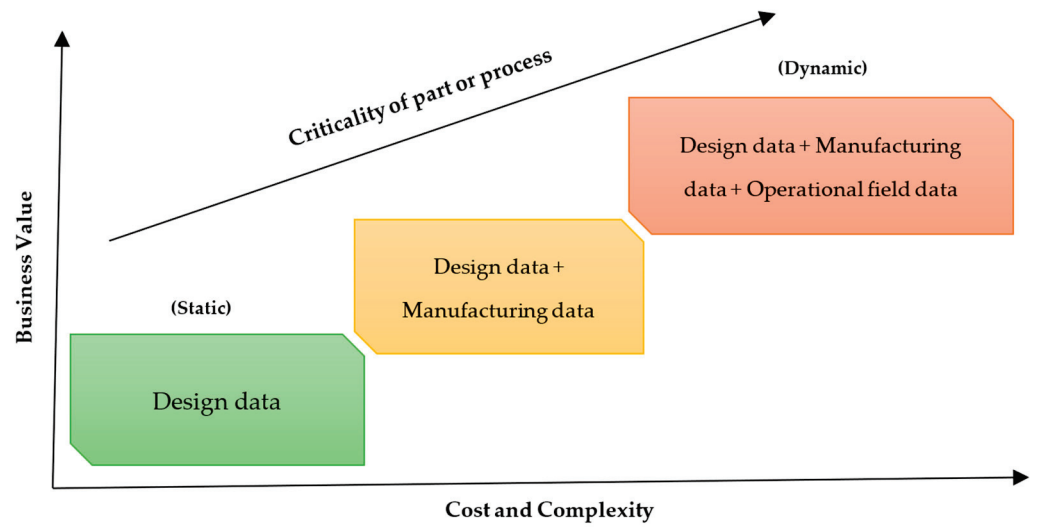 (Dynamic)
Criticality of part or process
Design data + Manufacturing
data + Operational field data
Business Value
Design data +
Manufacturing data
(Static)
Design data
Cost and Complexity